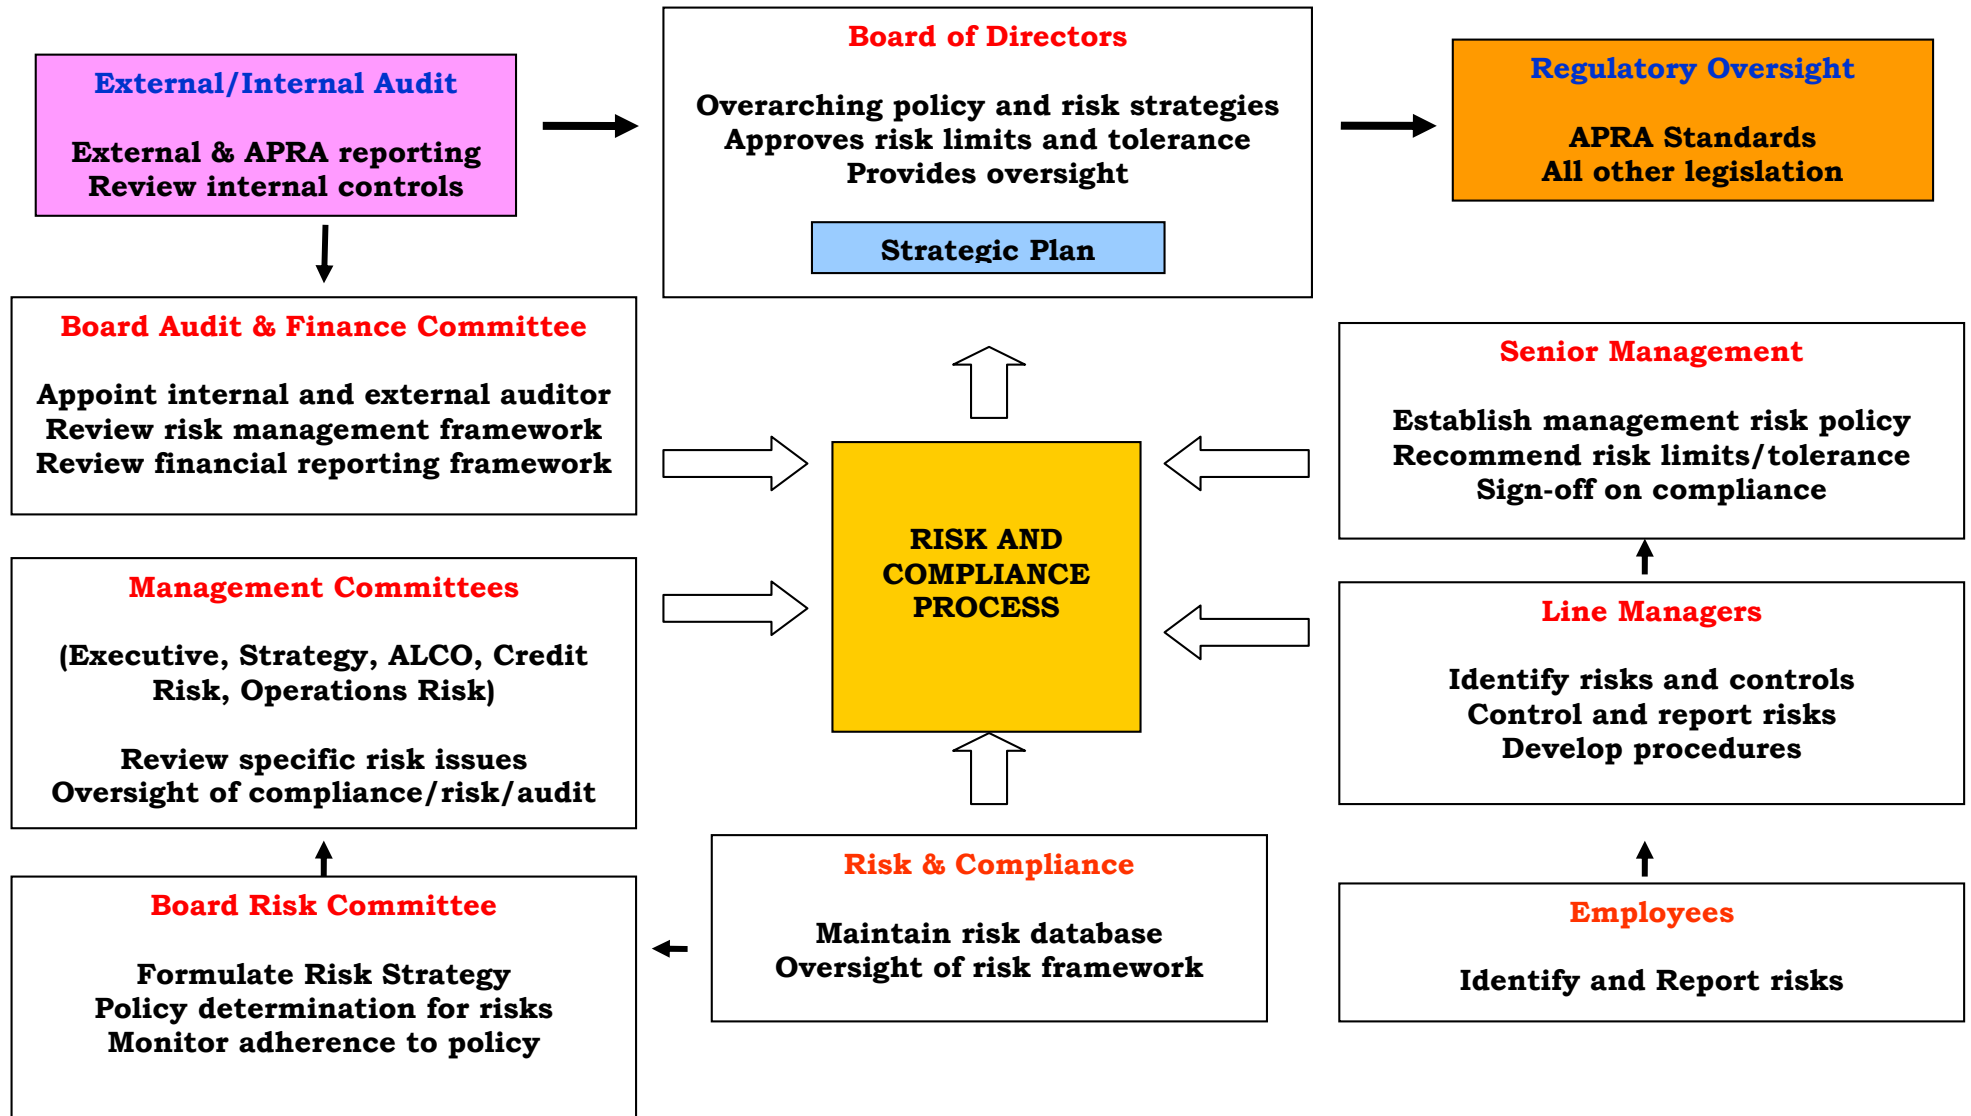 External/Internal Audit
External & APRA reporting
Review internal controls
Board of Directors
Overarching policy and risk strategies
Approves risk limits and tolerance
Provides oversight
Strategic Plan
Regulatory Oversight
APRA Standards
All other legislation
Board Audit & Finance Committee
Appoint internal and external auditor
Review risk management framework
Review financial reporting framework
Senior Management
Establish management risk policy
Recommend risk limits/tolerance
Sign-off on compliance
RISK AND
COMPLIANCE
PROCESS
Management Committees
(Executive, Strategy, ALCO, Credit
Risk, Operations Risk)
Review specific risk issues
Oversight of compliance/risk/audit
Line Managers
Identify risks and controls
Control and report risks
Develop procedures
Board Risk Committee
Formulate Risk Strategy
Policy determination for risks
Monitor adherence to policy
Risk & Compliance
Maintain risk database
Oversight of risk framework
Employees
Identify and Report risks